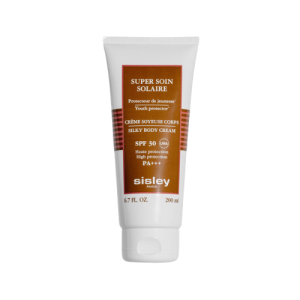 SUPER SOIN
SOLAIRE
Protecteur de jeunesse
Youth protector
CRÈME SOYEUSE CORPS
SILKY BODY CREAM
SPF 30 UVA
Haute protection
High protection
PA+++
sisley
PARIS
6.7 FL. OZ. 200 ml